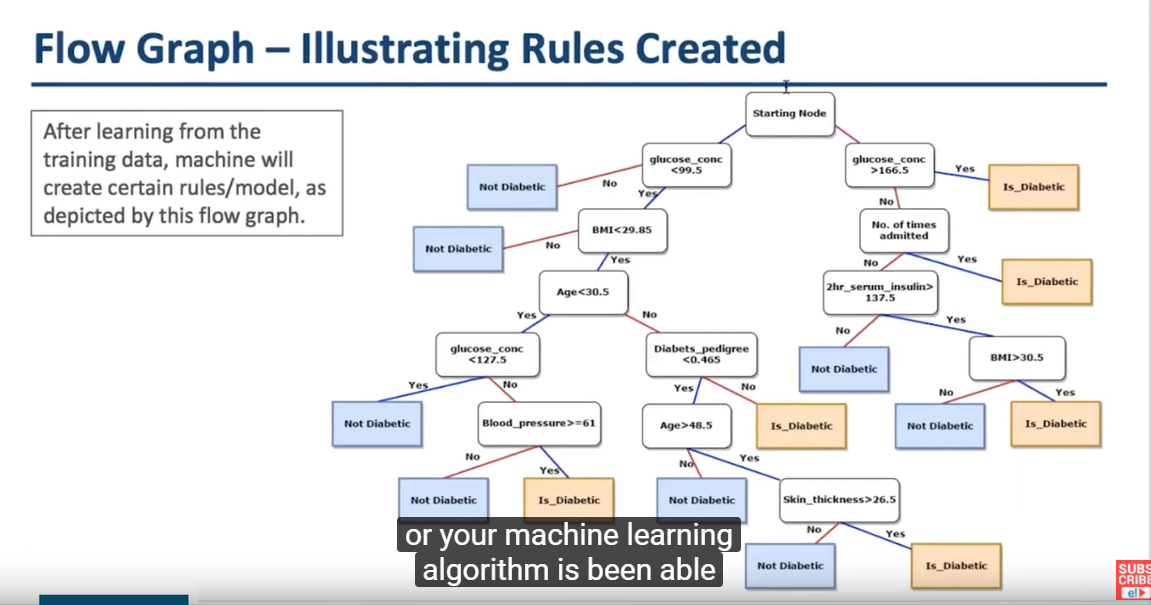 Flow Graph – Illustrating Rules Created
After learning from the
training data, machine will
create certain rules/model, as
depicted by this flow graph.
Starting Node
glucose_conc
<99.5
glucose_conc
>166.5
Yes
Is_Diabetic
Not Diabetic
No
Yes
No
BMI<29.85
No. of times
admitted
Not Diabetic
No
Yes
No
Yes
Is_Diabetic
Age<30.5
2hr_serum_insulin>
137.5
Yes
No
No
Yes
glucose_conc
<127.5
Diabets_pedigree
<0.465
Not Diabetic
BMI>30.5
Yes
No
Yes
No
No
Yes
Not Diabetic
Blood_pressure>=61
Age>48.5
Is_Diabetic
Not Diabetic
Is_Diabetic
No
Yes
No
Yes
Not Diabetic
Is_Diabetic
Not Diabetic
Skin_thickness>26.5
No
Yes
Not Diabetic
Is_Diabetic
or your machine learning
algorithm is been able
SUBS
CRIBE
e!